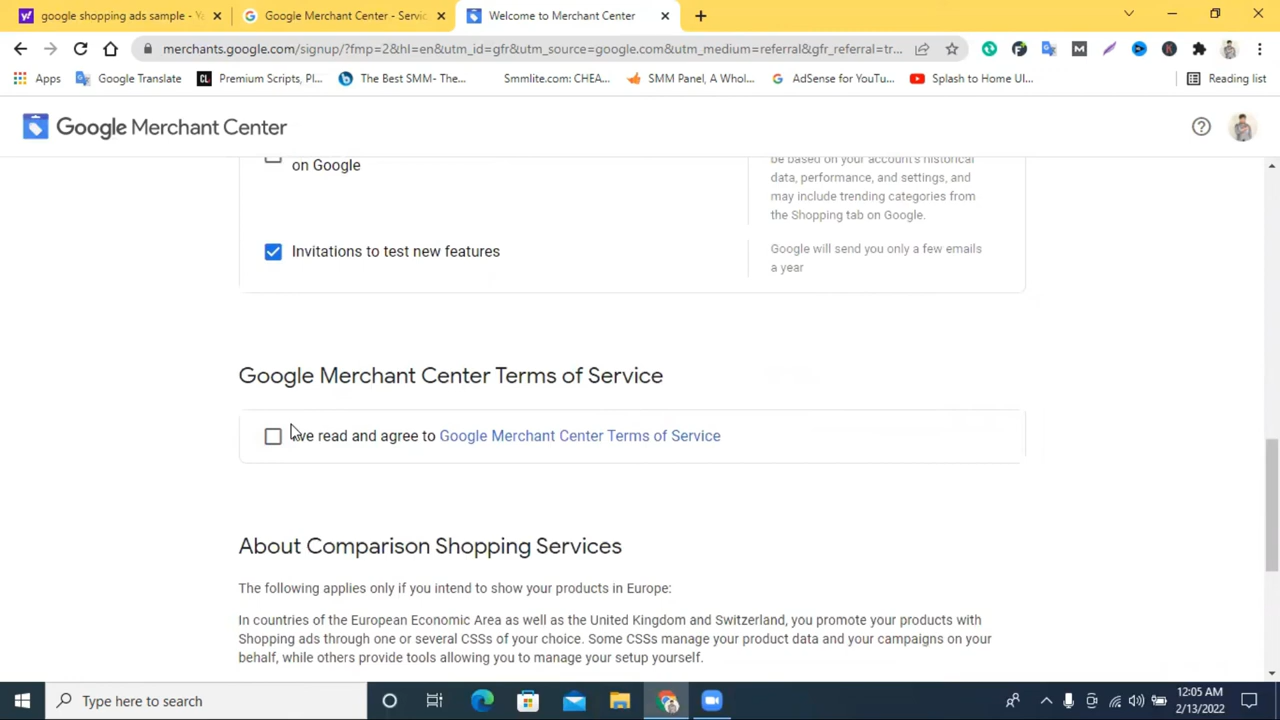 google shopping ads sample - Ya
Google Merchant Center - Servic
Welcome to Merchant Center
merchants.google.com/signup/?fmp=2&hl=en&utm_id=gfr&utm_source=google.com&utm_medium=referral&gfr_referral=tr...
Apps
Google Translate
Premium Scripts, Pl...
The Best SMM- The...
Smmlite.com: CHEA...
SMM Panel, A Whol...
AdSense for YouTu...
Splash to Home UI...
Reading list
Google Merchant Center
on Google
be based on your account's historical
data, performance, and settings, and
may include trending categories from
the Shopping tab on Google.
Invitations to test new features
Google will send you only a few emails
a year
Google Merchant Center Terms of Service
read and agree to Google Merchant Center Terms of Service
About Comparison Shopping Services
The following applies only if you intend to show your products in Europe:
In countries of the European Economic Area as well as the United Kingdom and Switzerland, you promote your products with
Shopping ads through one or several CSSs of your choice. Some CSSs manage your product data and your campaigns on your
behalf, while others provide tools allowing you to manage your setup yourself.
Type here to search
12:05 AM
2/13/2022